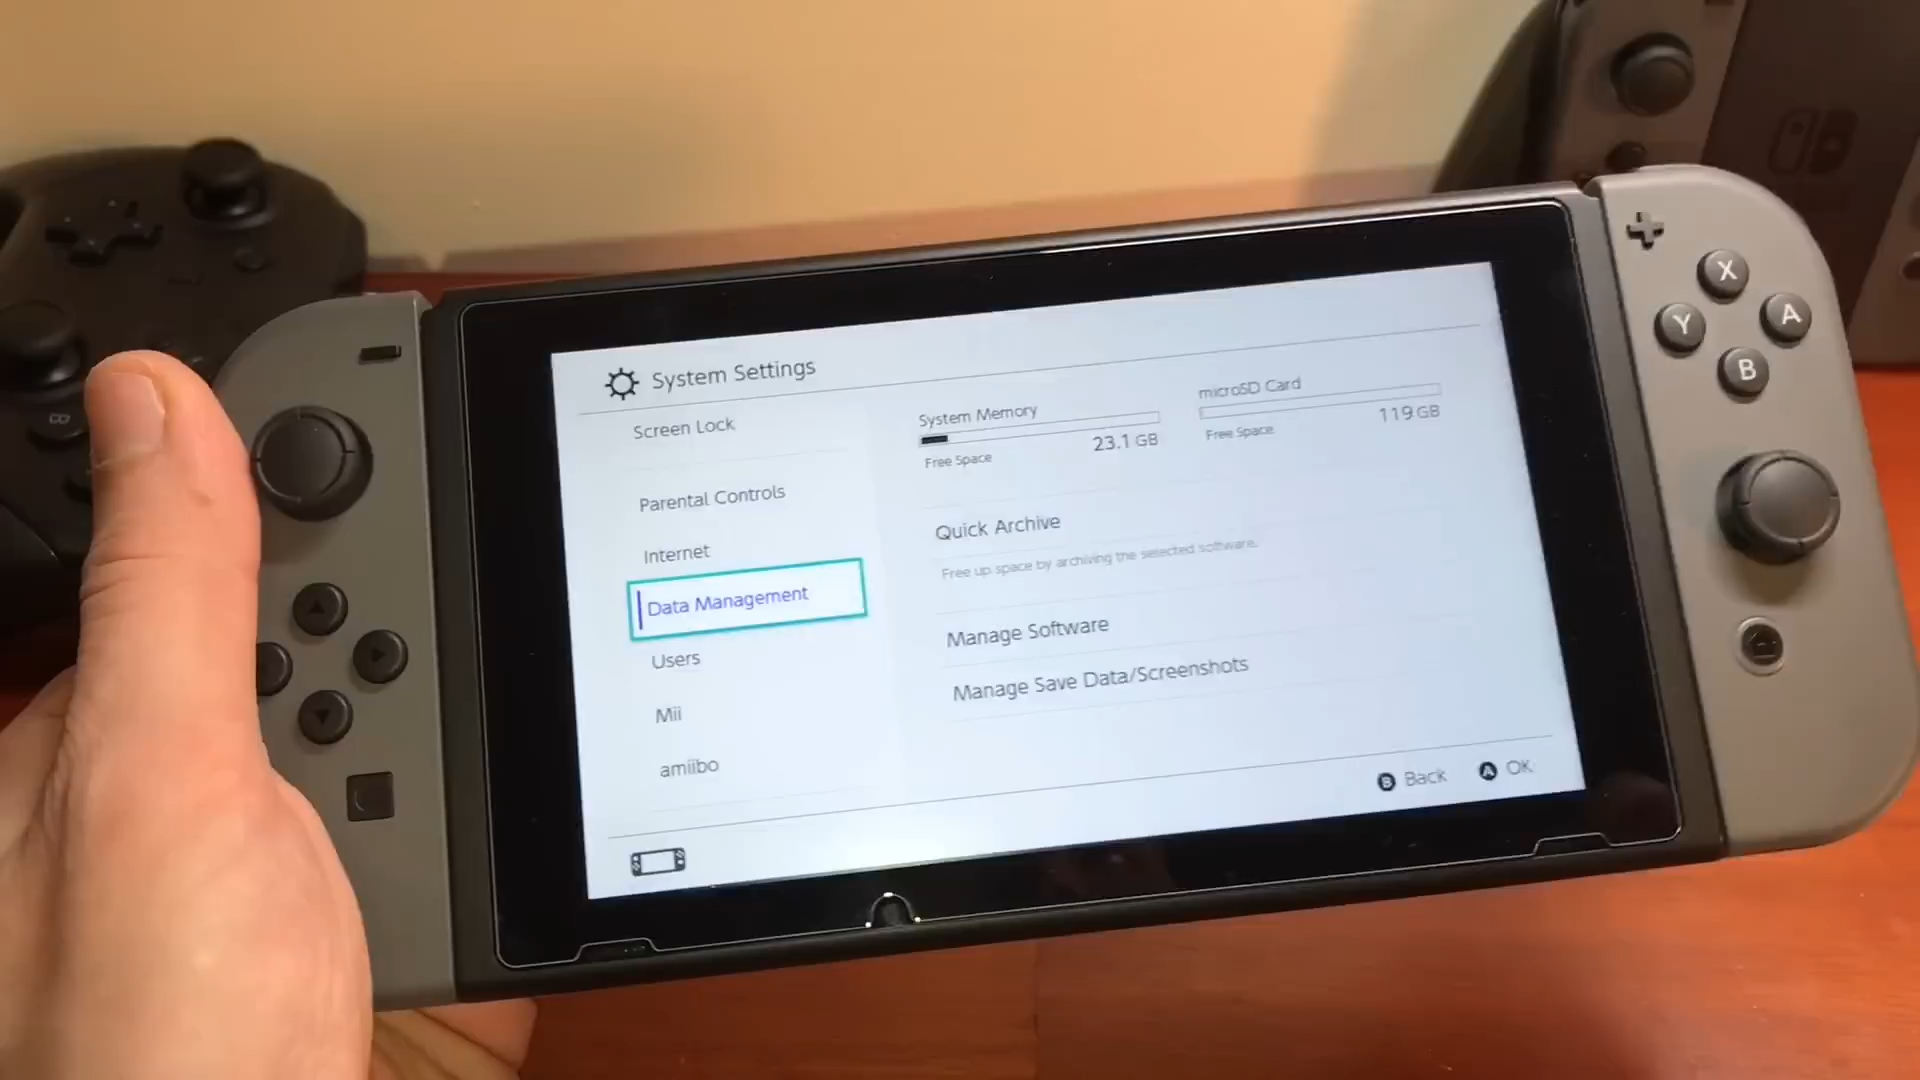 System Settings
Screen Lock
Parental Controls
Internet
Data Management
Users
Mii
amiibo
System Memory
Free Space
23.1 GB
microSD Card
Free Space
119 GB
Quick Archive
Free up space by archiving the selected software.
Manage Software
Manage Save Data/Screenshots
B Back
A OK
X
Y
A
B
B